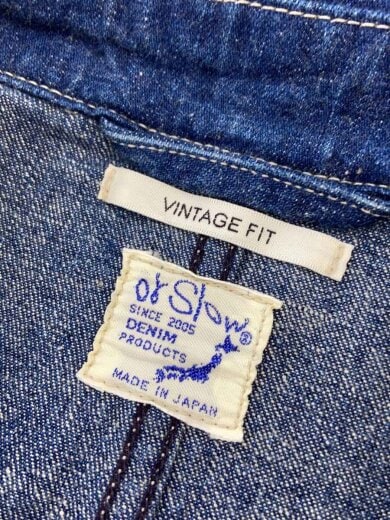 VINTAGE FIT
or Slow
®
SINCE 2005
DENIM
PRODUCTS
MADE IN JAPAN